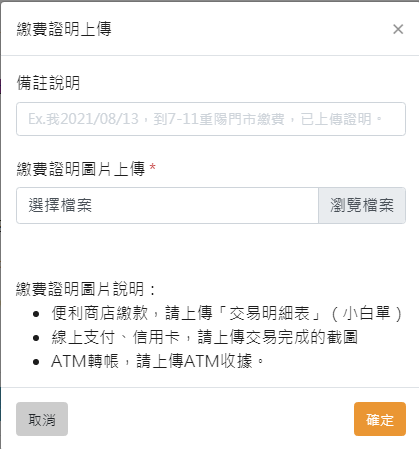 繳費證明上傳
×
備註說明
Ex.我2021/08/13，到7-11重陽門市繳費，已上傳證明。
繳費證明圖片上傳 *
選擇檔案 瀏覽檔案
繳費證明圖片說明：
• 便利商店繳款，請上傳「交易明細表」（小白單）
• 線上支付、信用卡，請上傳交易完成的截圖
• ATM轉帳，請上傳ATM收據。
取消 確定